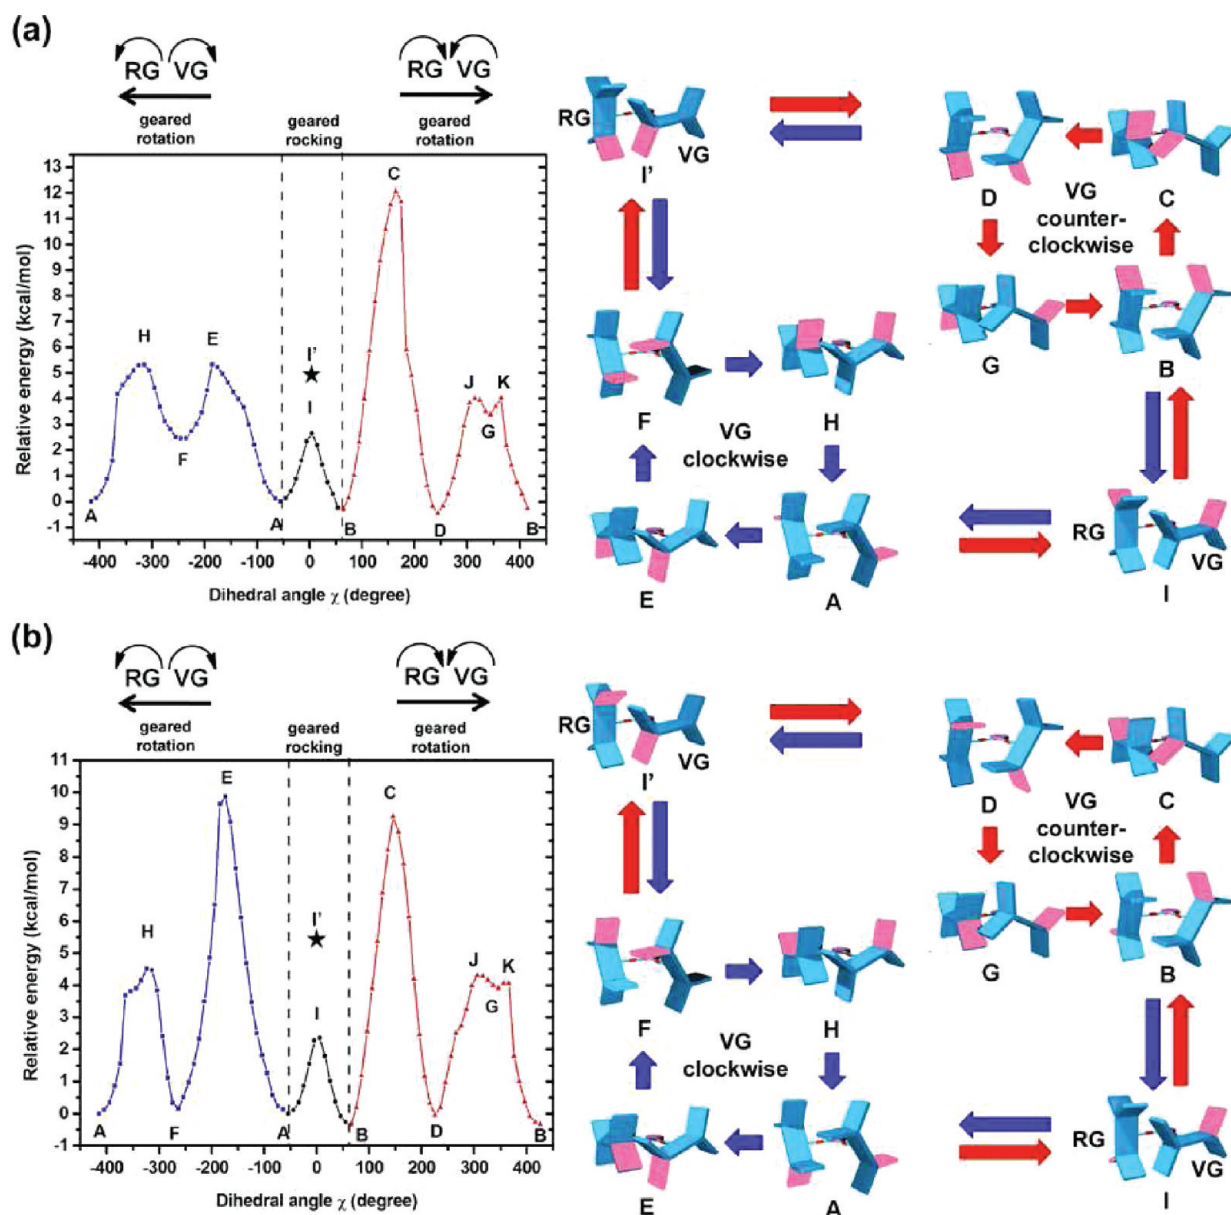 (a)
RG VG
RG VG
geared rotation
geared rocking
geared rotation
Relative energy (kcal/mol)
13
12
11
10
9
8
7
6
5
4
3
2
1
0
-1
A
H
F
E
A
I'
I
B
C
D
J
G
K
B
-400 -300 -200 -100 0 100 200 300 400
Dihedral angle χ (degree)
RG
VG
I'
D
VG
counter-
clockwise
C
G
B
F
H
VG
clockwise
E
A
RG
VG
I
(b)
RG VG
RG VG
geared rotation
geared rocking
geared rotation
Relative energy (kcal/mol)
11
10
9
8
7
6
5
4
3
2
1
0
-1
A
H
F
E
A
I'
I
B
C
D
J
G
K
B
-400 -300 -200 -100 0 100 200 300 400
Dihedral angle χ (degree)
RG
VG
I'
D
VG
counter-
clockwise
C
G
B
F
H
VG
clockwise
E
A
RG
VG
I